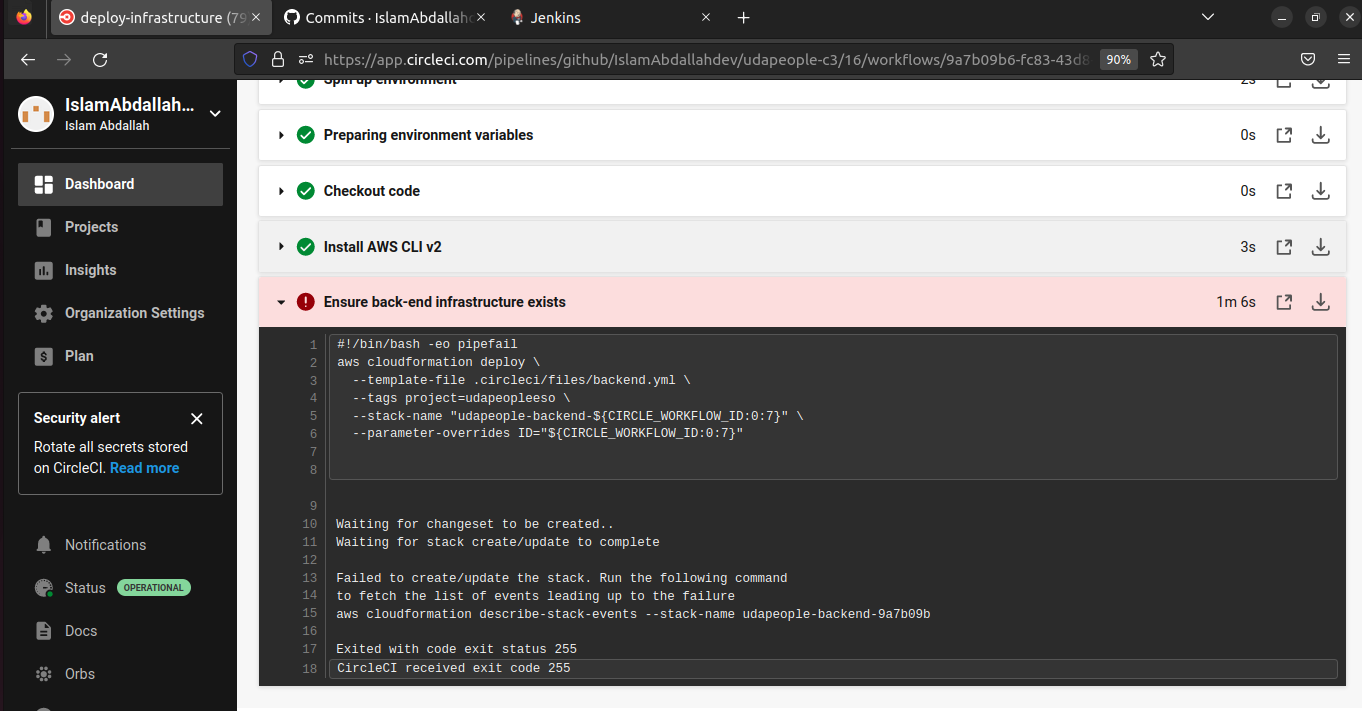 deploy-infrastructure (79
Commits · IslamAbdallah
Jenkins
https://app.circleci.com/pipelines/github/IslamAbdallahdev/udapeople-c3/16/workflows/9a7b09b6-fc83-43d8
90%
IslamAbdallah...
Islam Abdallah
Dashboard
Projects
Insights
Organization Settings
Plan
Security alert
Rotate all secrets stored
on CircleCI. Read more
Notifications
Status OPERATIONAL
Docs
Orbs
Spin up environment 2s
Preparing environment variables 0s
Checkout code 0s
Install AWS CLI v2 3s
Ensure back-end infrastructure exists 1m 6s
1 #!/bin/bash -eo pipefail
2 aws cloudformation deploy \
3   --template-file .circleci/files/backend.yml \
4   --tags project=udapeopleeso \
5   --stack-name "udapeople-backend-${CIRCLE_WORKFLOW_ID:0:7}" \
6   --parameter-overrides ID="${CIRCLE_WORKFLOW_ID:0:7}"
7
8
9
10 Waiting for changeset to be created..
11 Waiting for stack create/update to complete
12
13 Failed to create/update the stack. Run the following command
14 to fetch the list of events leading up to the failure
15 aws cloudformation describe-stack-events --stack-name udapeople-backend-9a7b09b
16
17 Exited with code exit status 255
18 CircleCI received exit code 255